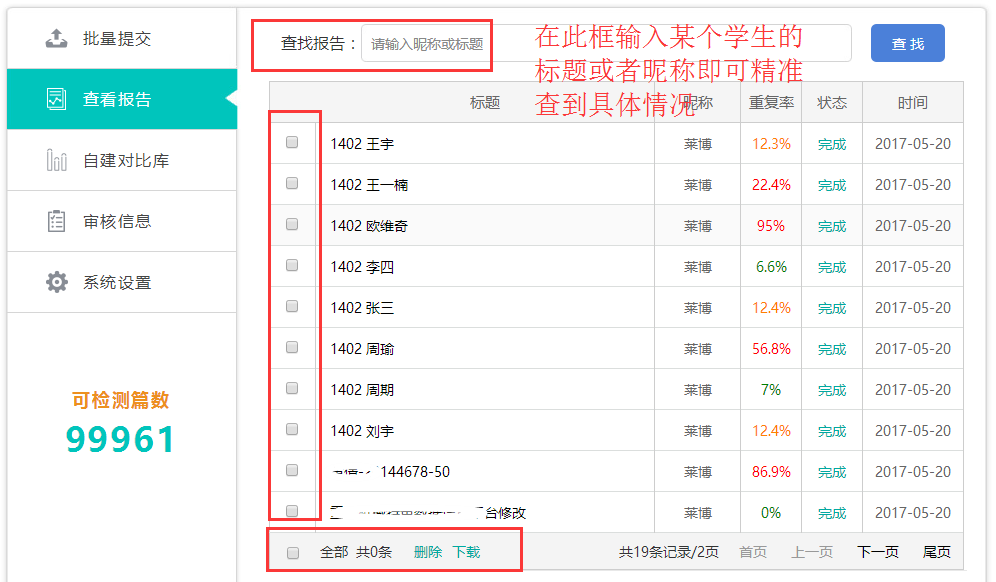 批量提交
查看报告
自建对比库
审核信息
系统设置
可检测篇数
99961
查找报告： 请输入昵称或标题 查 找
在此框输入某个学生的
标题或者昵称即可精准
查到具体情况
标题 昵称 重复率 状态 时间
1402 王宇 莱博 12.3% 完成 2017-05-20
1402 王一楠 莱博 22.4% 完成 2017-05-20
1402 欧维奇 莱博 95% 完成 2017-05-20
1402 李四 莱博 6.6% 完成 2017-05-20
1402 张三 莱博 12.4% 完成 2017-05-20
1402 周瑜 莱博 56.8% 完成 2017-05-20
1402 周期 莱博 7% 完成 2017-05-20
1402 刘宇 莱博 12.4% 完成 2017-05-20
144678-50 莱博 86.9% 完成 2017-05-20
台修改 莱博 0% 完成 2017-05-20
全部 共0条 删除 下载 共19条记录/2页 首页 上一页 下一页 尾页